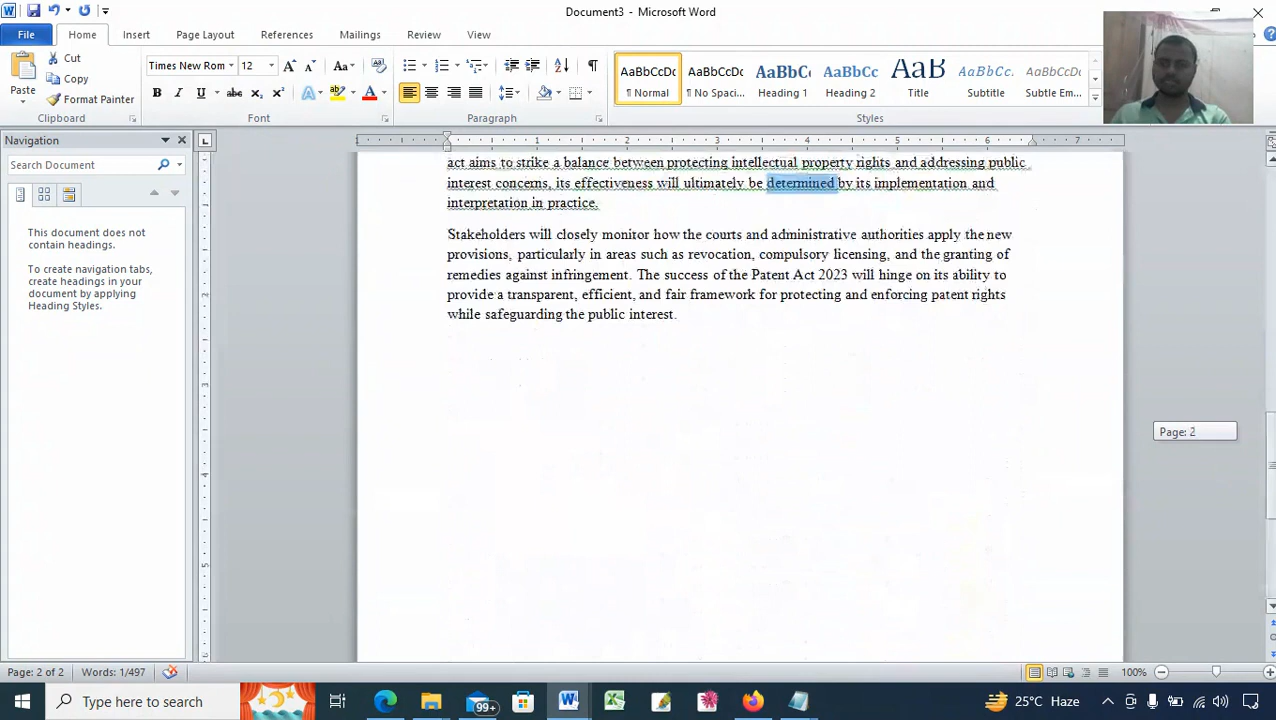 Document3 - Microsoft Word
File Home Insert Page Layout References Mailings Review View
Paste
Cut
Copy
Format Painter
Times New Rom 12
AaBbCcDc AaBbCcDc AaBbC AaBbCc AaB AaBbCc. AaBbCcDc
¶ Normal ¶ No Spaci... Heading 1 Heading 2 Title Subtitle Subtle Em...
Clipboard Font Paragraph Styles
Navigation
Search Document
This document does not
contain headings.
To create navigation tabs,
create headings in your
document by applying
Heading Styles.
1 2 3 4 5 6 7
act aims to strike a balance between protecting intellectual property rights and addressing public
interest concerns, its effectiveness will ultimately be determined by its implementation and
interpretation in practice.
Stakeholders will closely monitor how the courts and administrative authorities apply the new
provisions, particularly in areas such as revocation, compulsory licensing, and the granting of
remedies against infringement. The success of the Patent Act 2023 will hinge on its ability to
provide a transparent, efficient, and fair framework for protecting and enforcing patent rights
while safeguarding the public interest.
Page: 2
Page: 2 of 2 Words: 1/497 100%
Type here to search
99+
25°C Haze